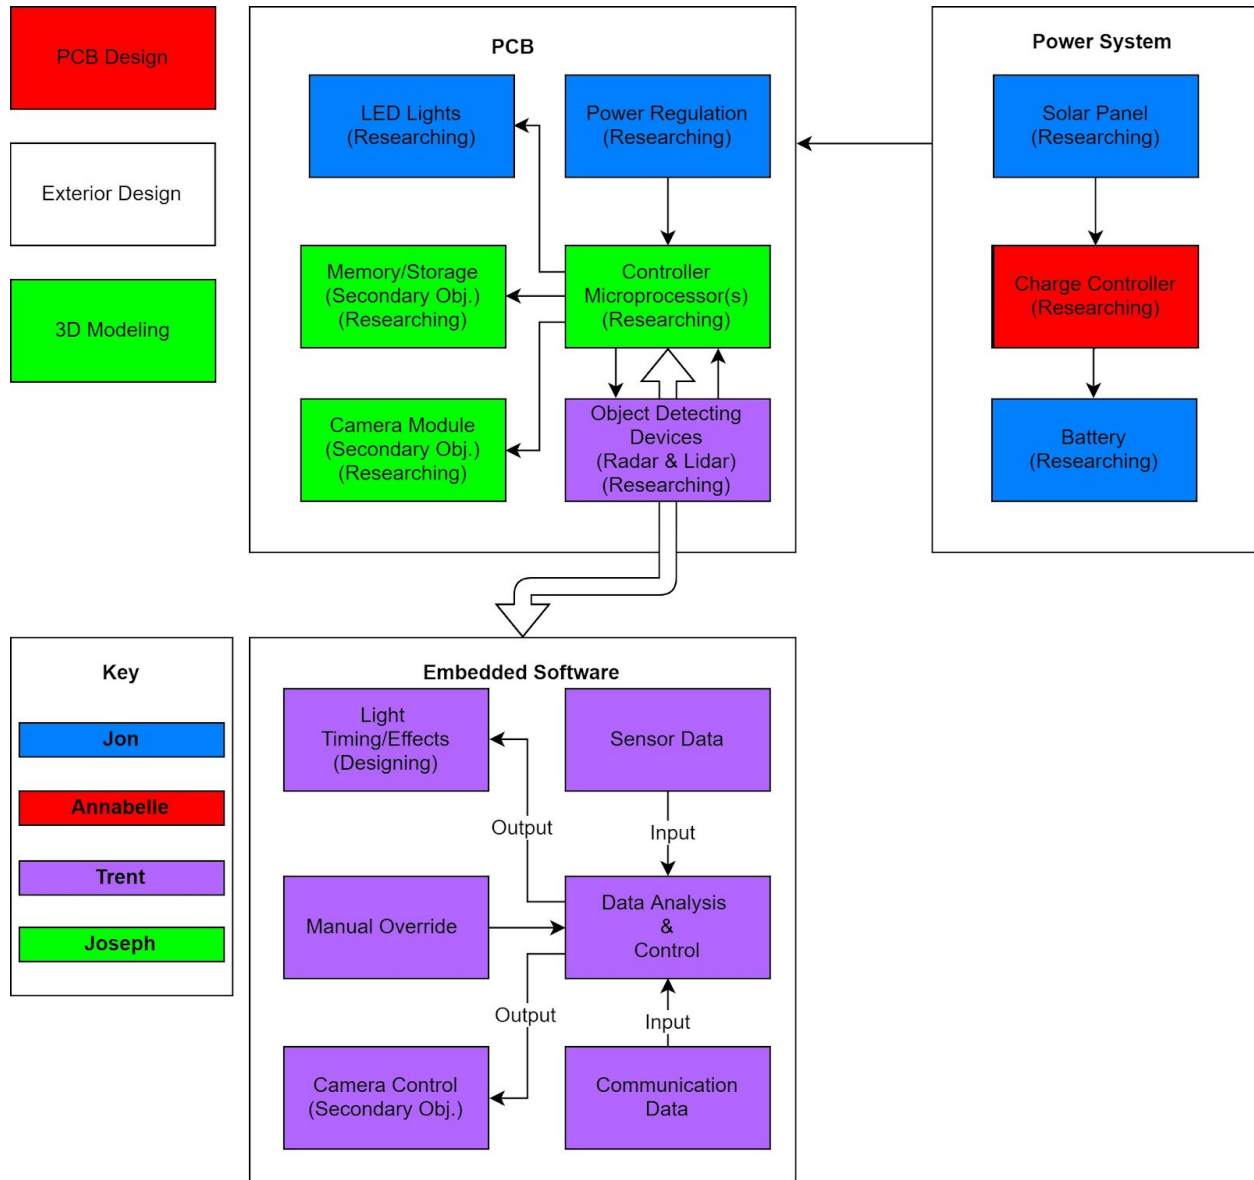 PCB Design
Exterior Design
3D Modeling
PCB
LED Lights
(Researching)
Power Regulation
(Researching)
Memory/Storage
(Secondary Obj.)
(Researching)
Controller
Microprocessor(s)
(Researching)
Camera Module
(Secondary Obj.)
(Researching)
Object Detecting
Devices
(Radar & Lidar)
(Researching)
Power System
Solar Panel
(Researching)
Charge Controller
(Researching)
Battery
(Researching)
Key
Jon
Annabelle
Trent
Joseph
Embedded Software
Light
Timing/Effects
(Designing)
Sensor Data
Output
Input
Manual Override
Data Analysis
&
Control
Output
Input
Camera Control
(Secondary Obj.)
Communication
Data